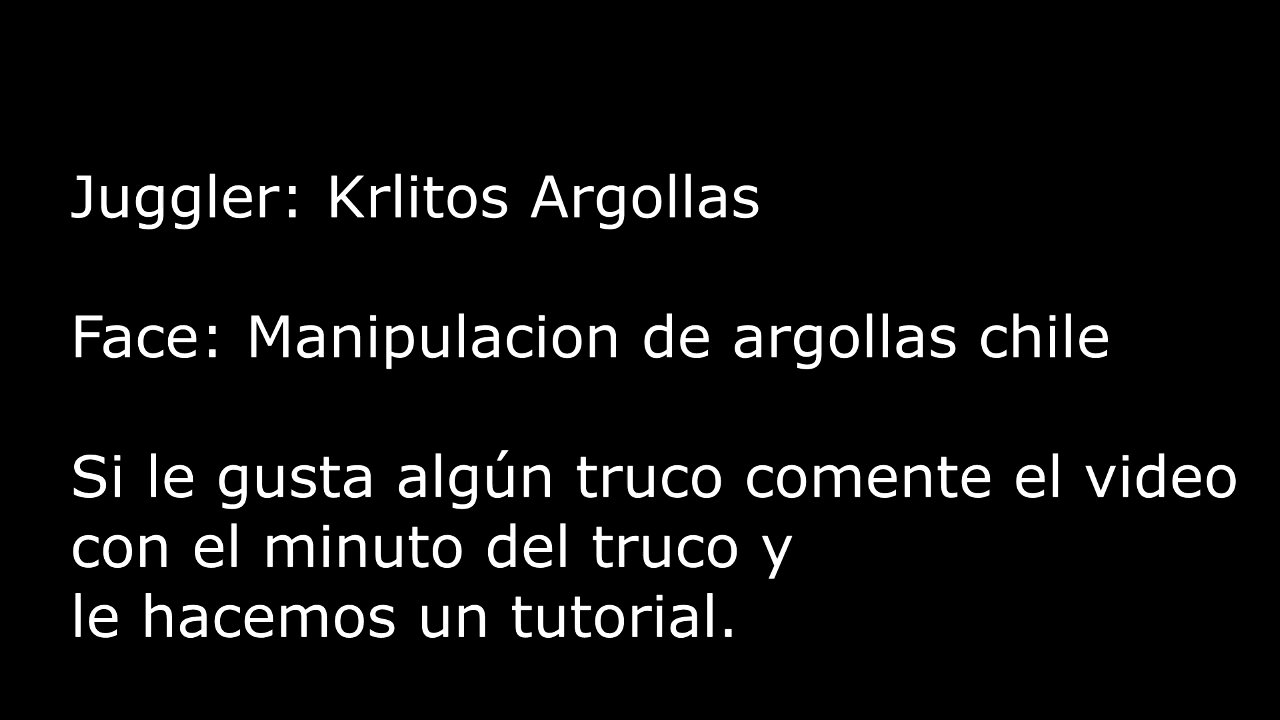 Juggler: Krlitos Argollas
Face: Manipulacion de argollas chile
Si le gusta algún truco comente el video
con el minuto del truco y
le hacemos un tutorial.